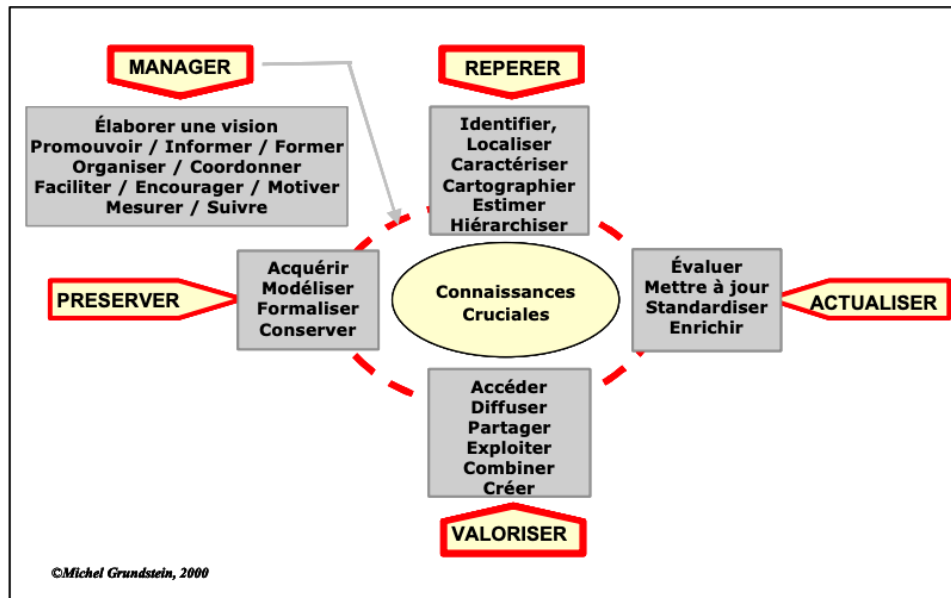 MANAGER
Élaborer une vision
Promouvoir / Informer / Former
Organiser / Coordonner
Faciliter / Encourager / Motiver
Mesurer / Suivre
REPERER
Identifier,
Localiser
Caractériser
Cartographier
Estimer
Hiérarchiser
PRESERVER
Acquérir
Modéliser
Formaliser
Conserver
Connaissances
Cruciales
Évaluer
Mettre à jour
Standardiser
Enrichir
ACTUALISER
Accéder
Diffuser
Partager
Exploiter
Combiner
Créer
VALORISER
©Michel Grundstein, 2000